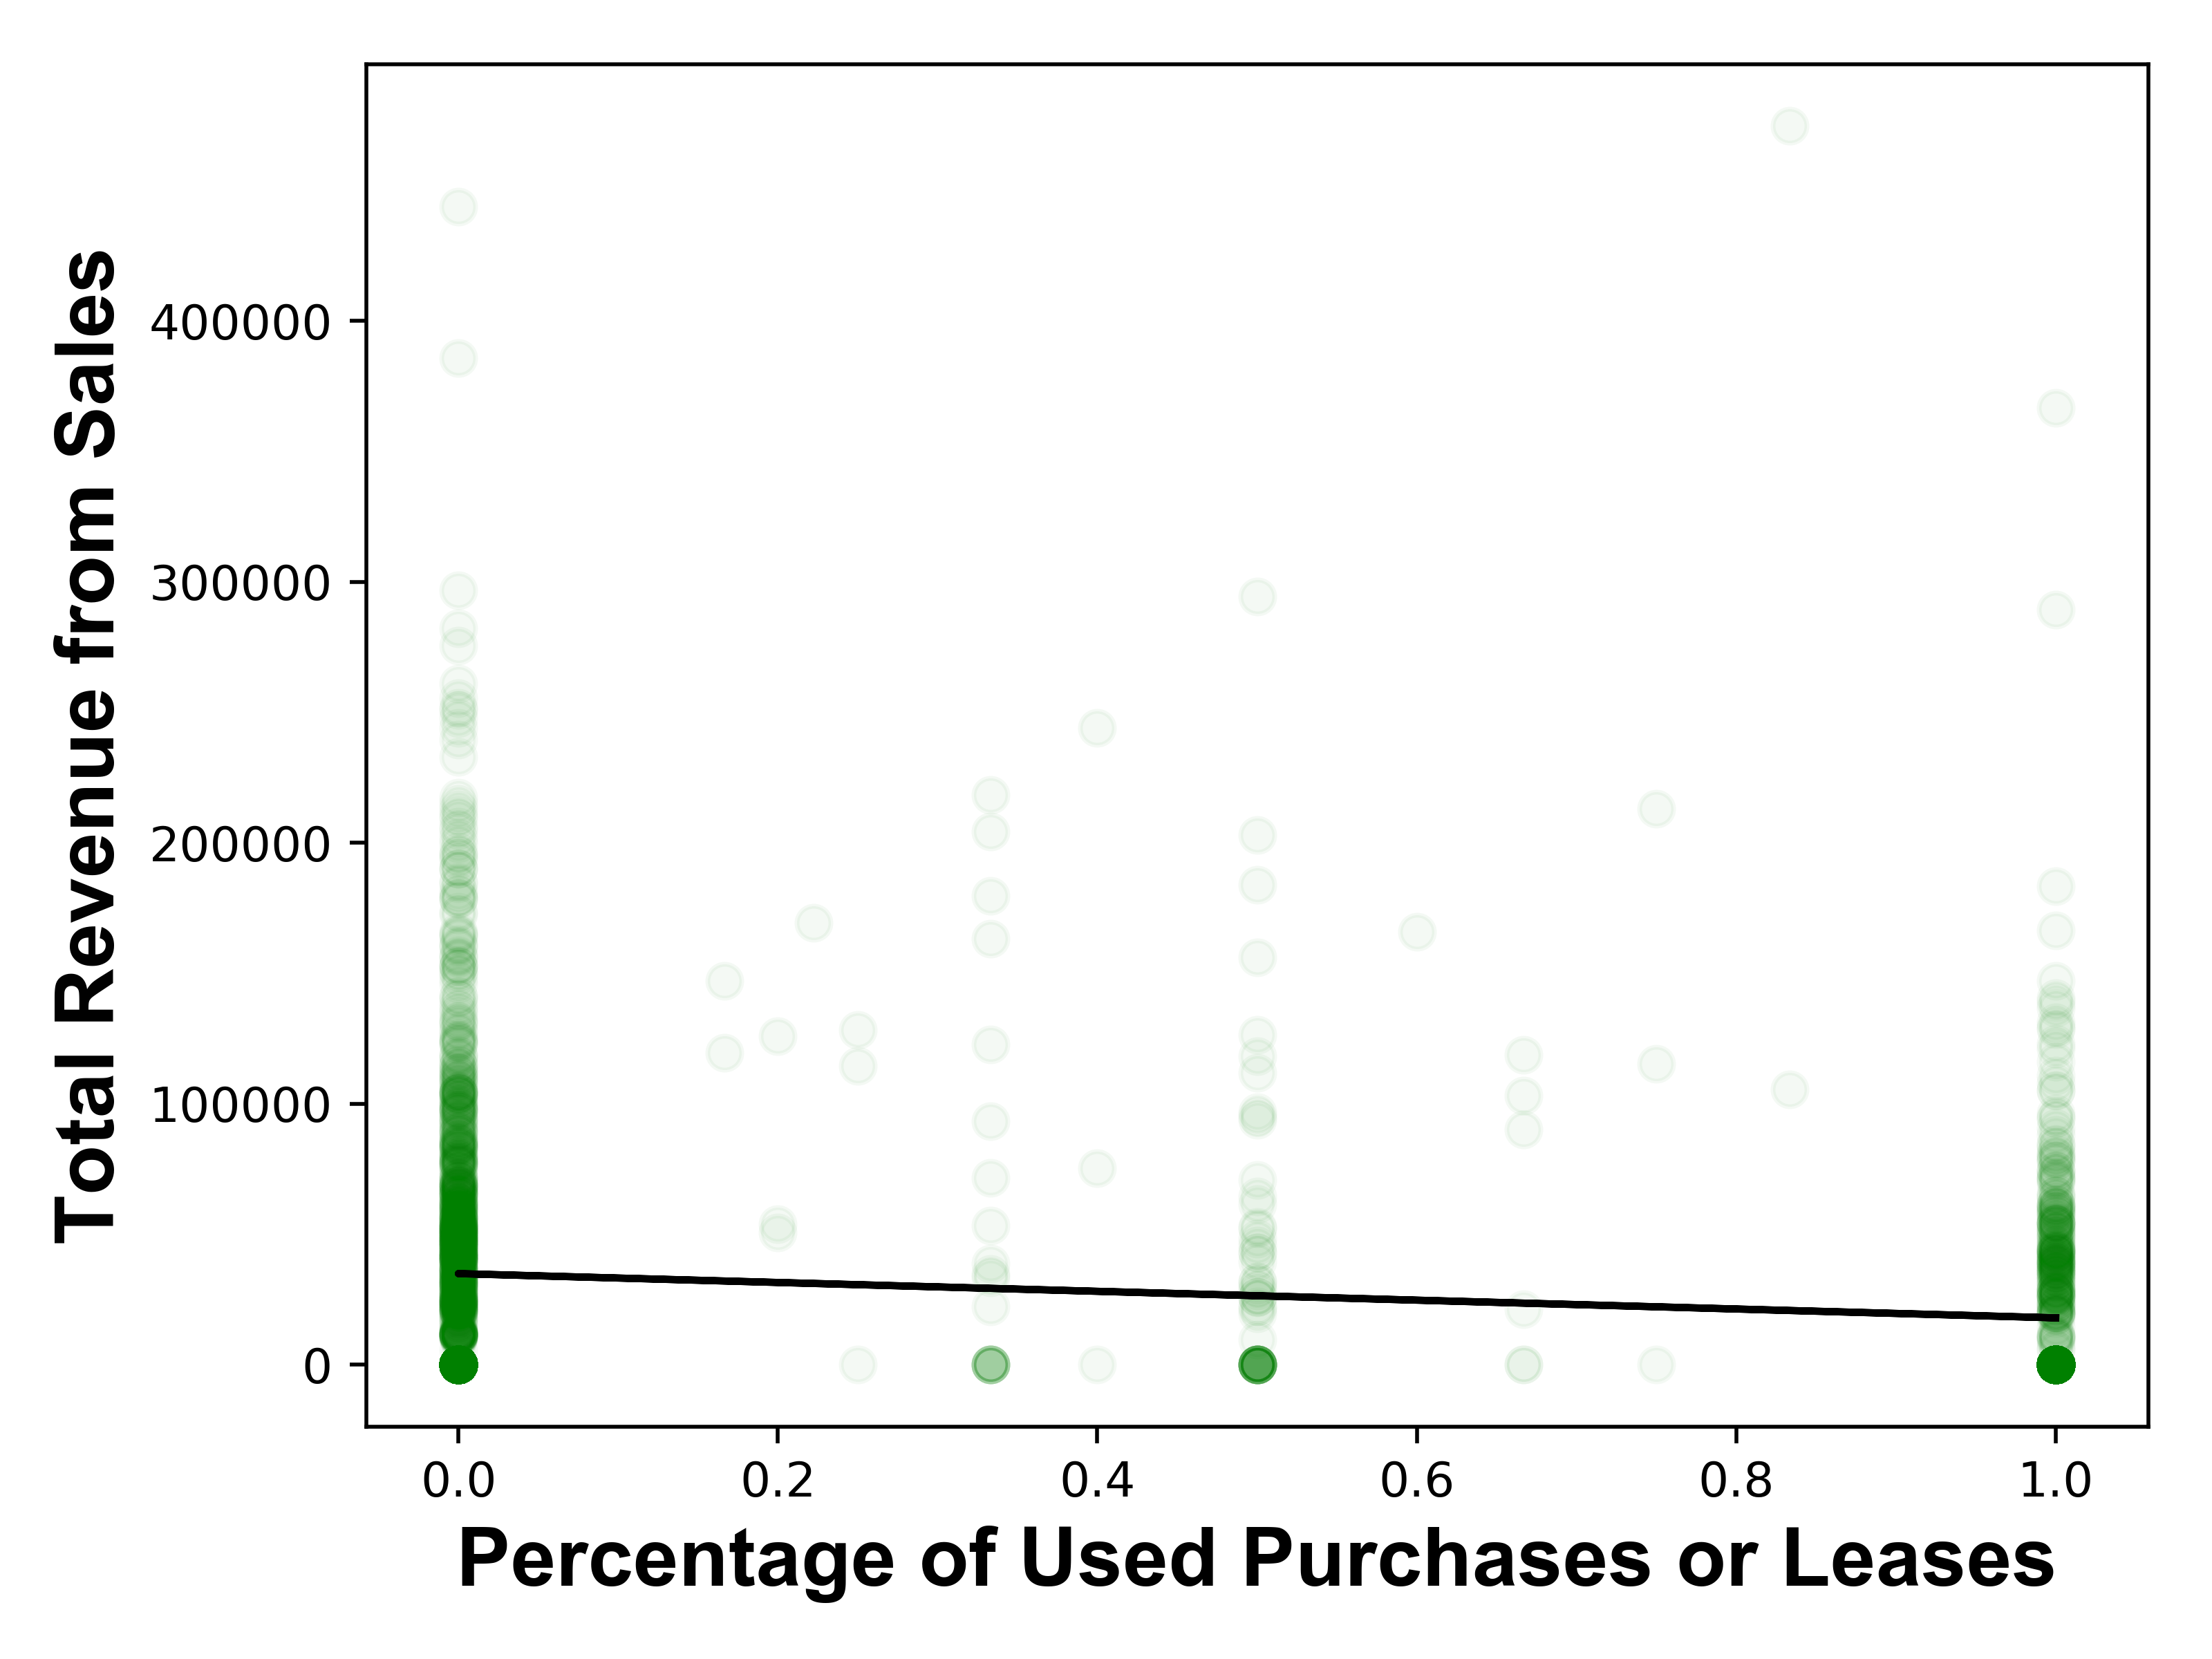 Total Revenue from Sales
400000
300000
200000
100000
0
0.0 0.2 0.4 0.6 0.8 1.0
Percentage of Used Purchases or Leases